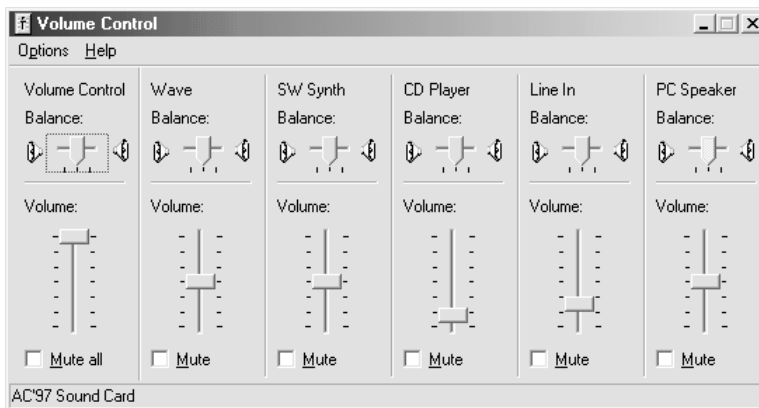 Volume Control
Options Help
Volume Control Wave SW Synth CD Player Line In PC Speaker
Balance: Balance: Balance: Balance: Balance: Balance:
Volume: Volume: Volume: Volume: Volume: Volume:
Mute all Mute Mute Mute Mute Mute
AC'97 Sound Card